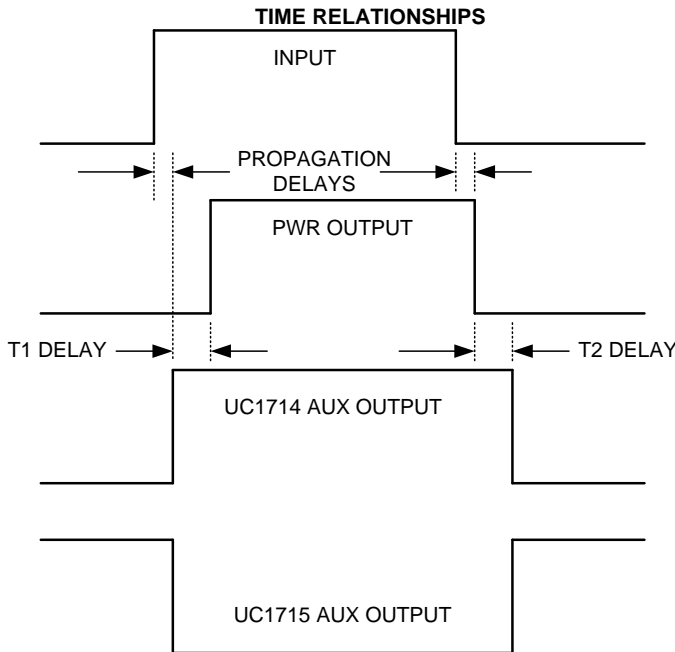 TIME RELATIONSHIPS
INPUT
PROPAGATION
DELAYS
PWR OUTPUT
T1 DELAY
T2 DELAY
UC1714 AUX OUTPUT
UC1715 AUX OUTPUT